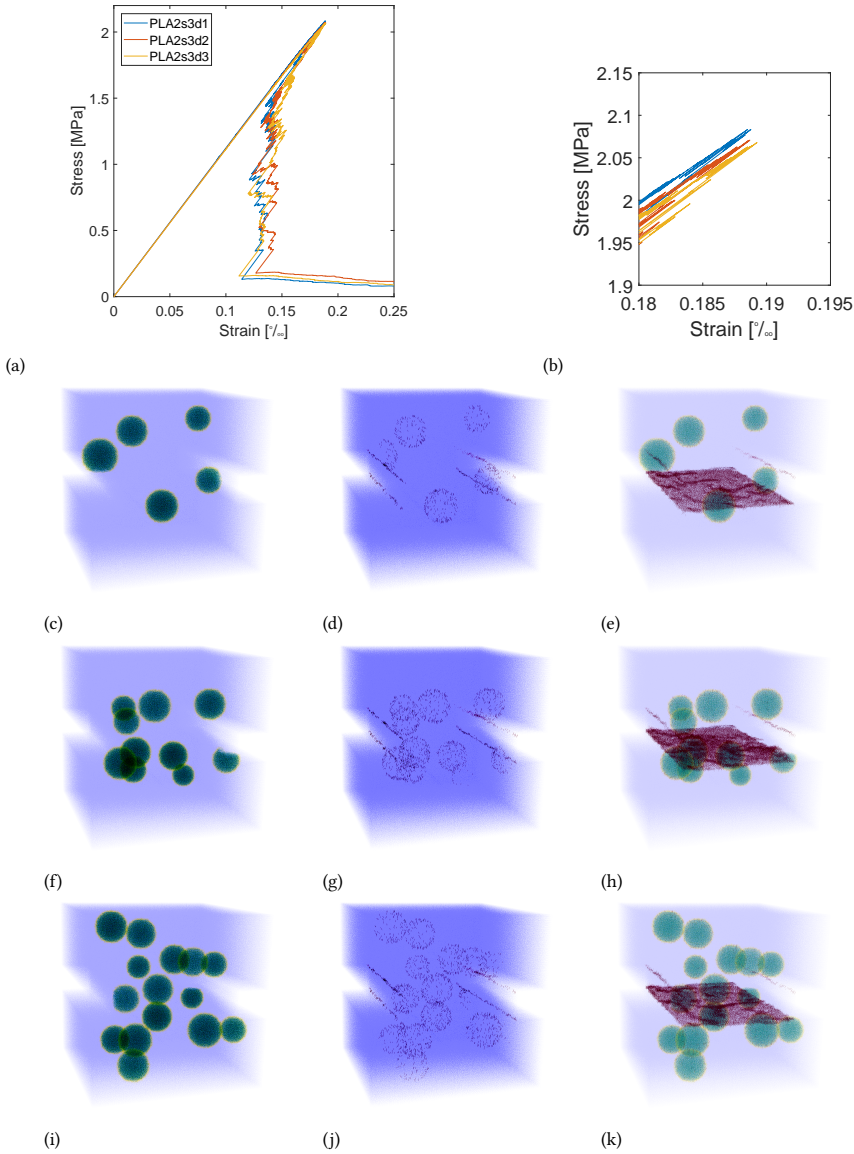 PLA2s3d1
PLA2s3d2
PLA2s3d3
2
1.5
1
0.5
0
Stress [MPa]
0 0.05 0.1 0.15 0.2 0.25
Strain [°/₀₀]
(a)
2.15
2.1
2.05
2
1.95
1.9
Stress [MPa]
0.18 0.185 0.19 0.195
Strain [°/₀₀]
(b)
(c)
(d)
(e)
(f)
(g)
(h)
(i)
(j)
(k)